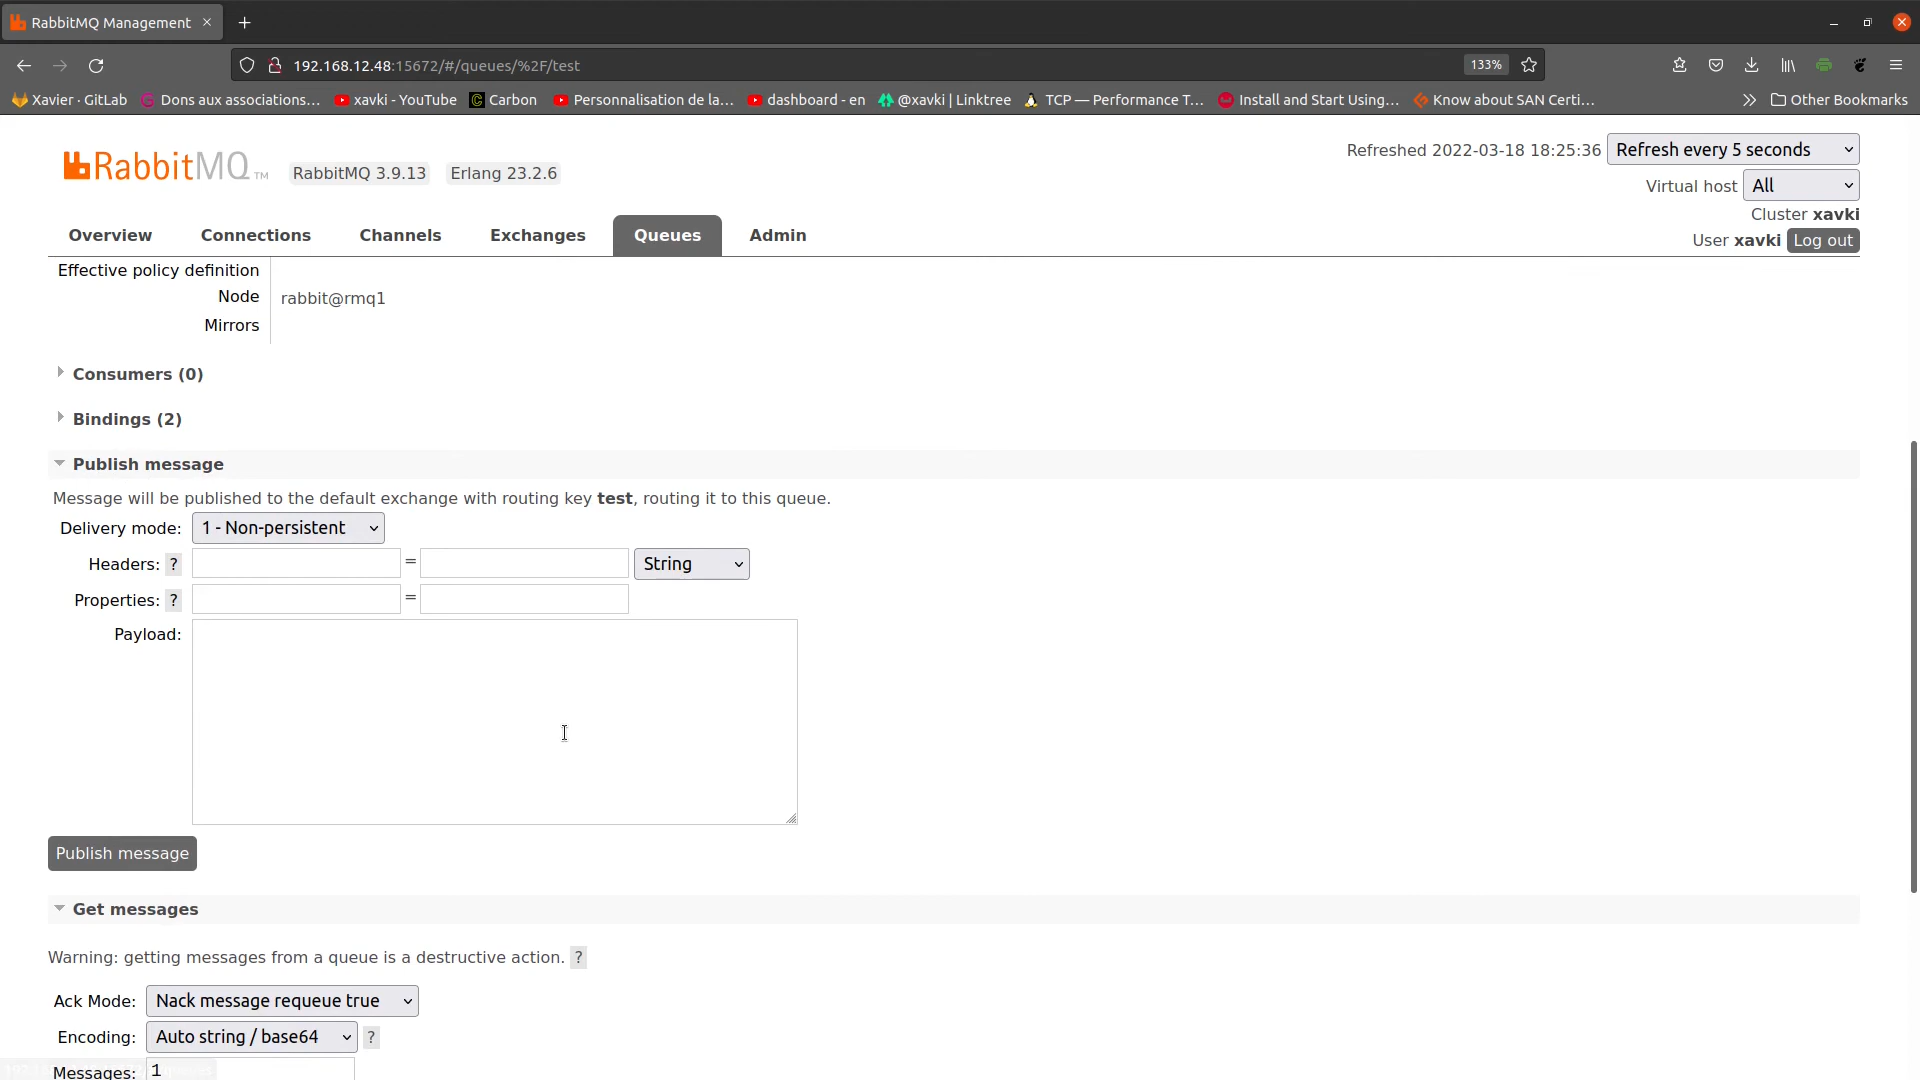 RabbitMQ Management
192.168.12.48:15672/#/queues/%2F/test
133%
Xavier · GitLab
Dons aux associations…
xavki - YouTube
Carbon
Personnalisation de la…
dashboard - en
@xavki | Linktree
TCP — Performance T…
Install and Start Using…
Know about SAN Certi…
Other Bookmarks
RabbitMQ TM
RabbitMQ 3.9.13
Erlang 23.2.6
Refreshed 2022-03-18 18:25:36
Refresh every 5 seconds
Virtual host
All
Cluster xavki
User xavki
Log out
Overview
Connections
Channels
Exchanges
Queues
Admin
Effective policy definition
Node
rabbit@rmq1
Mirrors
Consumers (0)
Bindings (2)
Publish message
Message will be published to the default exchange with routing key test, routing it to this queue.
Delivery mode:
1 - Non-persistent
Headers: ?
=
String
Properties: ?
=
Payload:
Publish message
Get messages
Warning: getting messages from a queue is a destructive action. ?
Ack Mode:
Nack message requeue true
Encoding:
Auto string / base64
?
Messages:
1